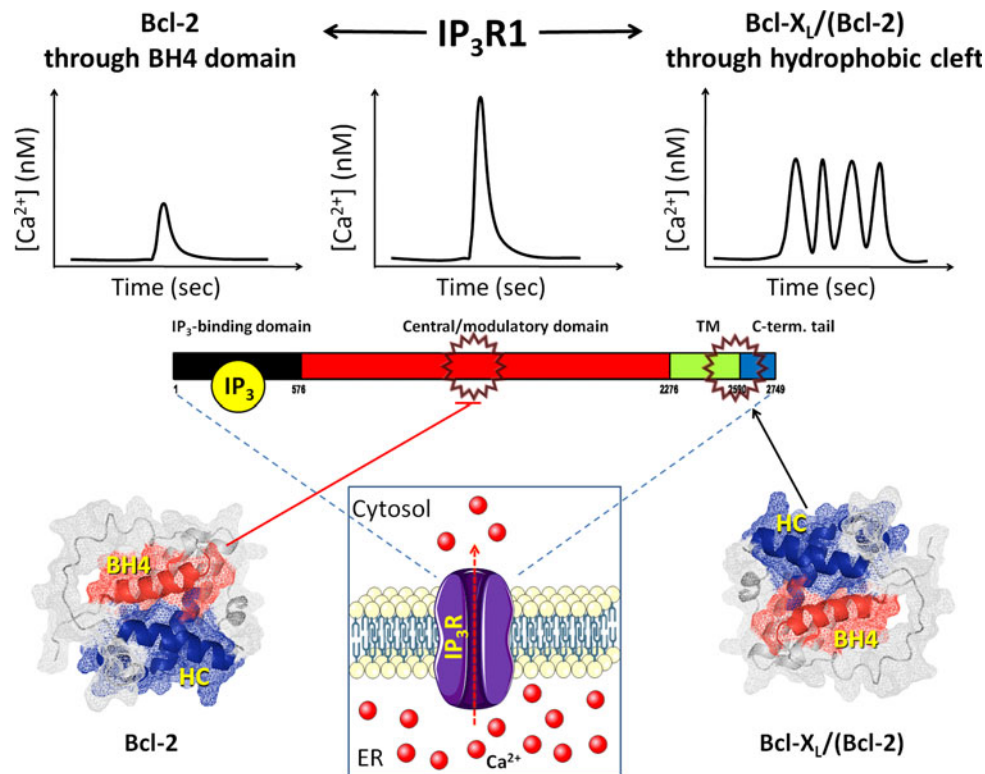 Bcl-2
through BH4 domain
IP₃R1
Bcl-X_L/(Bcl-2)
through hydrophobic cleft
[Ca²⁺] (nM)
Time (sec)
[Ca²⁺] (nM)
Time (sec)
[Ca²⁺] (nM)
Time (sec)
IP₃-binding domain
Central/modulatory domain
TM
C-term. tail
IP₃
1
576
2276
2749
BH4
HC
Bcl-2
Cytosol
IP₃R
ER
Ca²⁺
HC
BH4
Bcl-X_L/(Bcl-2)